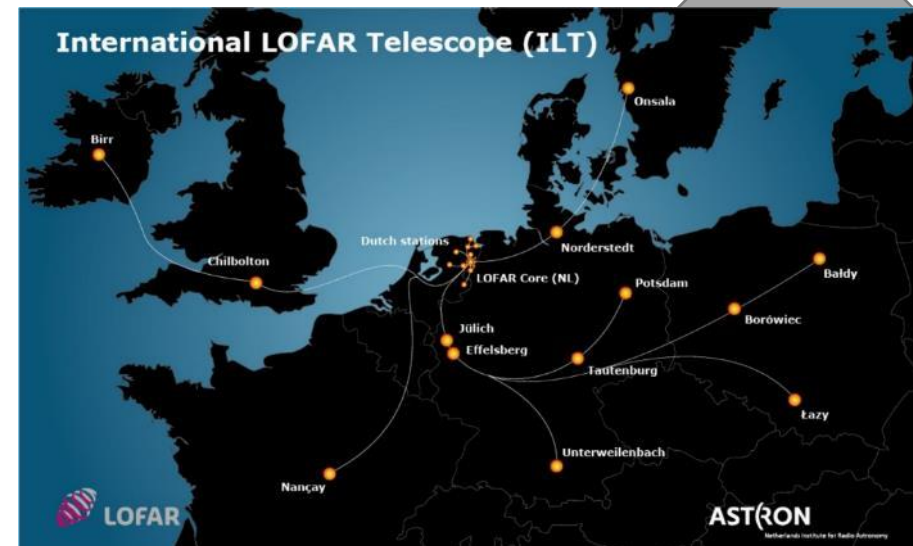 International LOFAR Telescope (ILT)
Onsala
Birr
Dutch stations
Norderstedt
Chilbolton
LOFAR Core (NL)
Bałdy
Potsdam
Borówiec
Jülich
Effelsberg
Tautenburg
Łazy
Unterweilenbach
Nançay
LOFAR
ASTRON
Netherlands Institute for Radio Astronomy